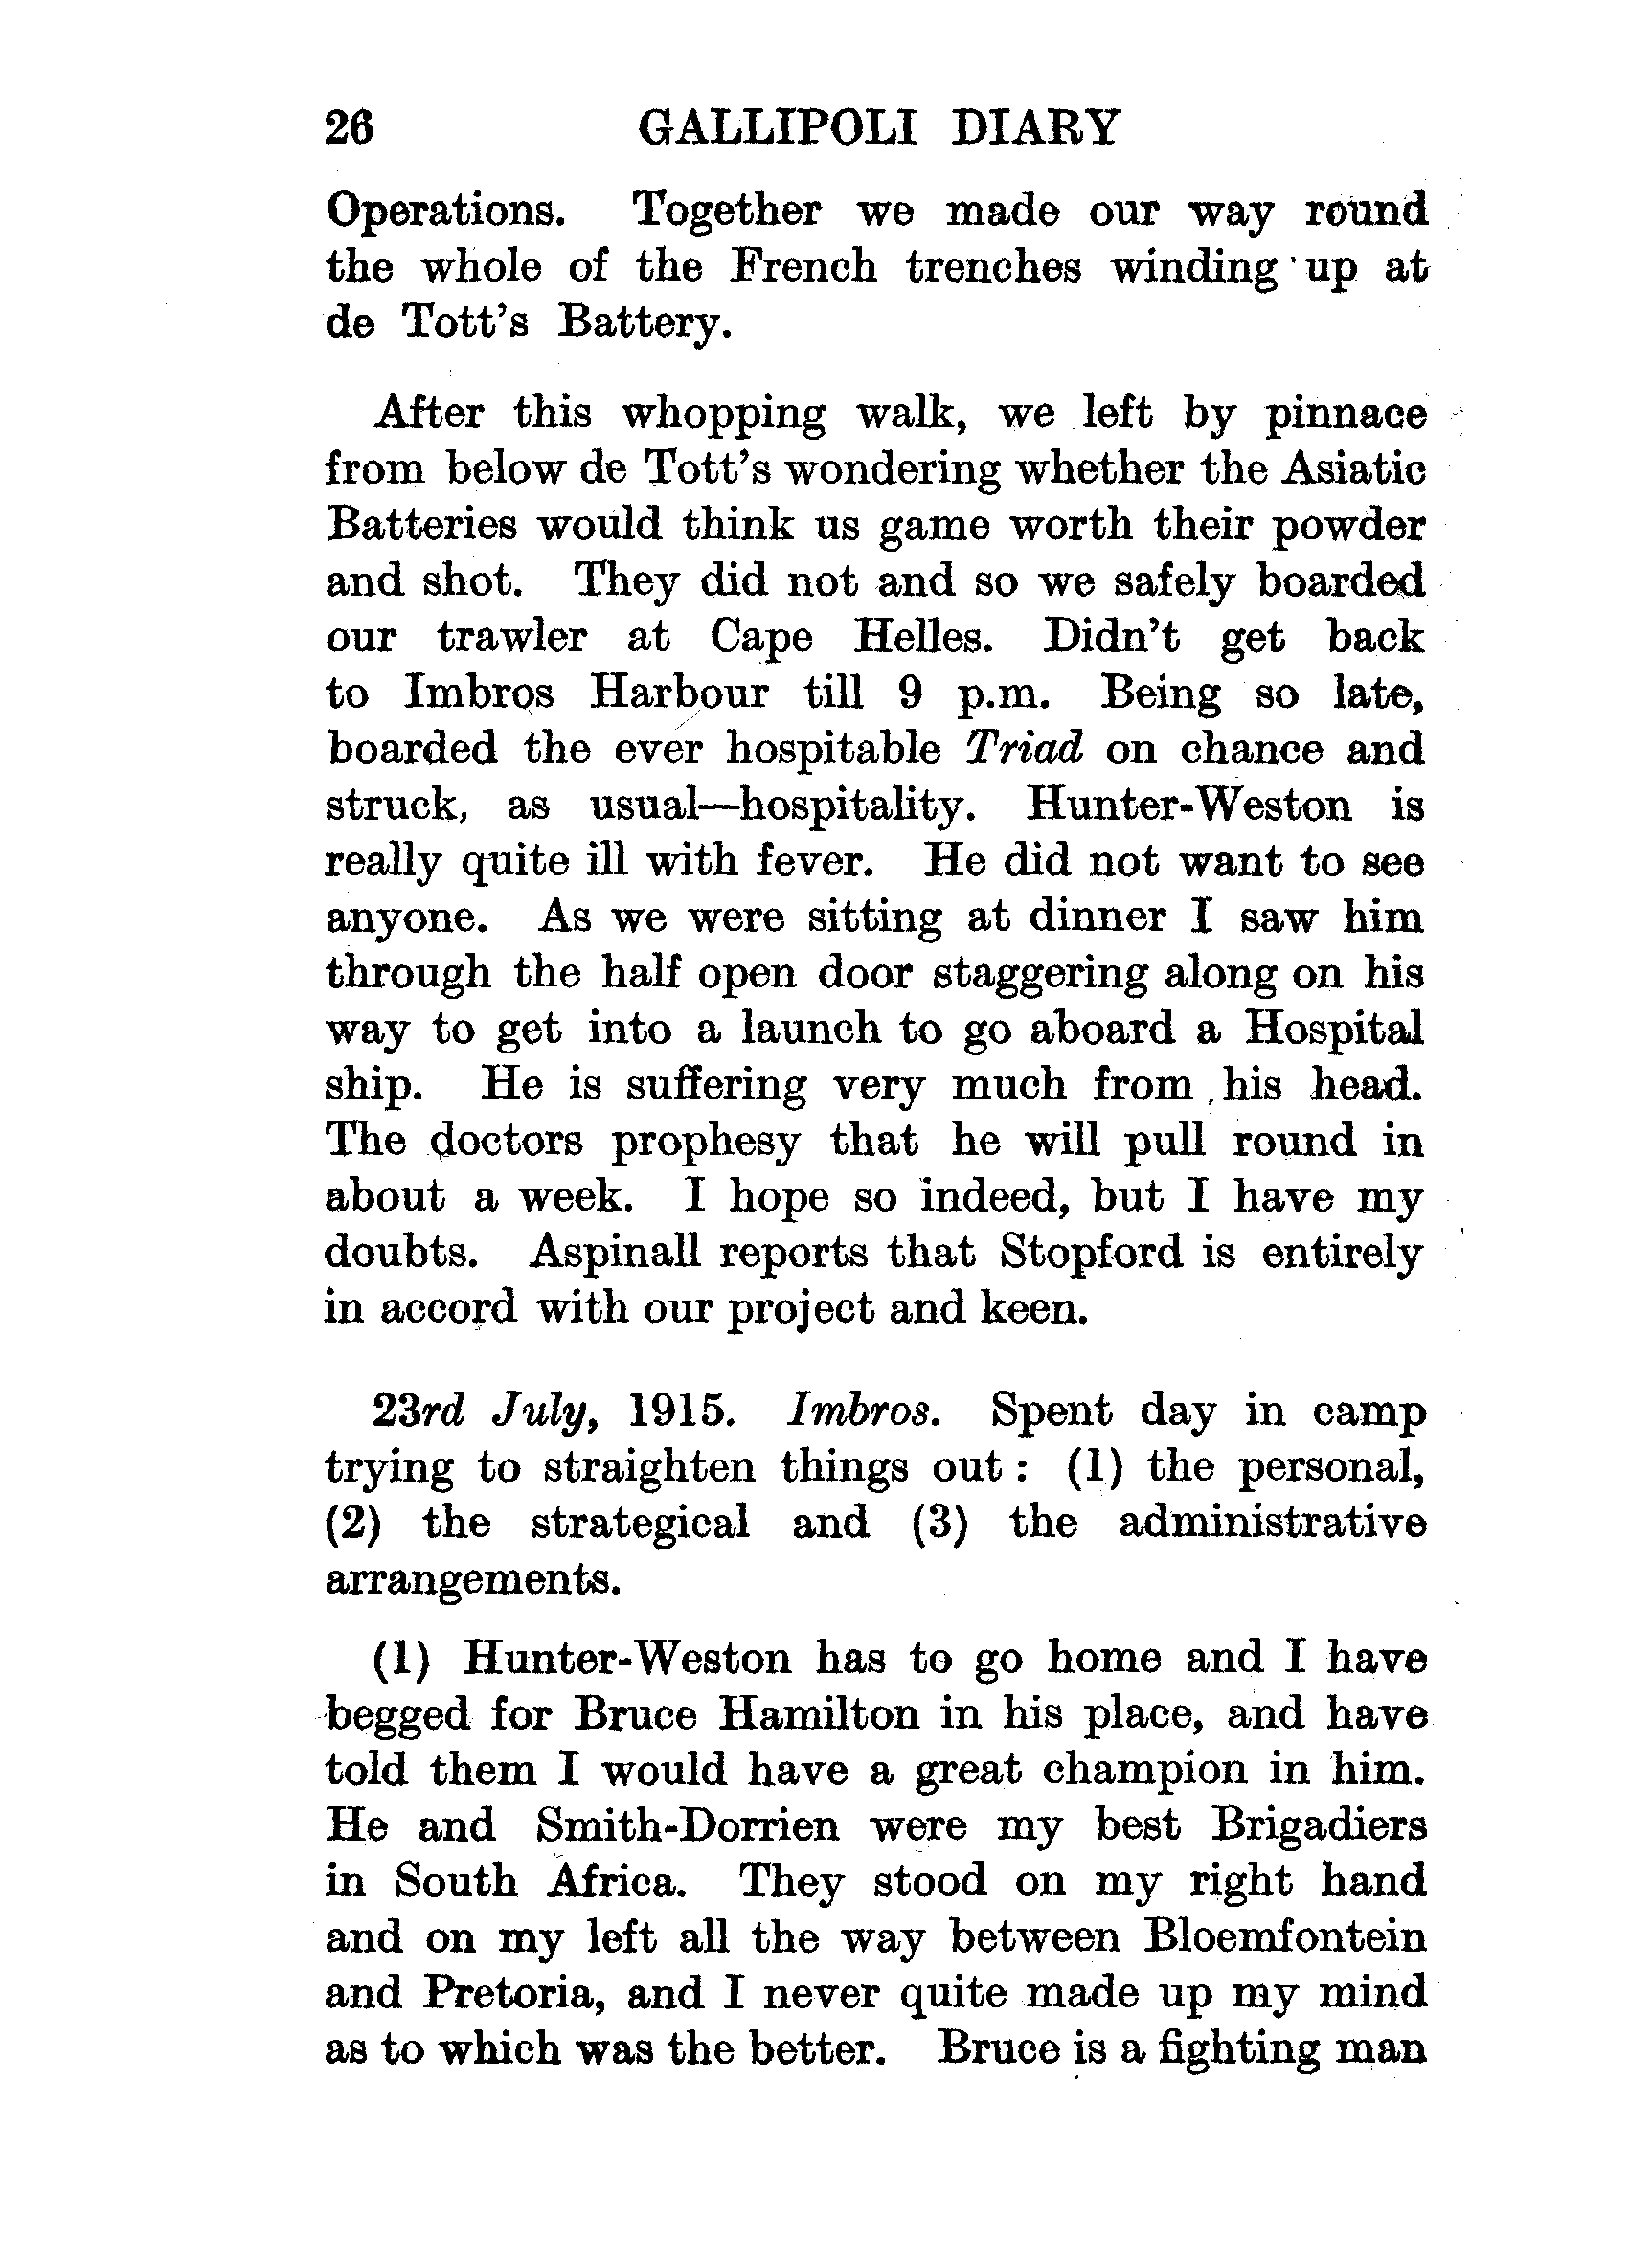 26 GALLIPOLI DIARY
Operations. Together we made our way round
the whole of the French trenches winding up at
de Tott's Battery.
After this whopping walk, we left by pinnace
from below de Tott's wondering whether the Asiatic
Batteries would think us game worth their powder
and shot. They did not and so we safely boarded
our trawler at Cape Helles. Didn't get back
to Imbros Harbour till 9 p.m. Being so late,
boarded the ever hospitable Triad on chance and
struck, as usual—hospitality. Hunter-Weston is
really quite ill with fever. He did not want to see
anyone. As we were sitting at dinner I saw him
through the half open door staggering along on his
way to get into a launch to go aboard a Hospital
ship. He is suffering very much from his head.
The doctors prophesy that he will pull round in
about a week. I hope so indeed, but I have my
doubts. Aspinall reports that Stopford is entirely
in accord with our project and keen.
23rd July, 1915. Imbros. Spent day in camp
trying to straighten things out : (1) the personal,
(2) the strategical and (3) the administrative
arrangements.
(1) Hunter-Weston has to go home and I have
begged for Bruce Hamilton in his place, and have
told them I would have a great champion in him.
He and Smith-Dorrien were my best Brigadiers
in South Africa. They stood on my right hand
and on my left all the way between Bloemfontein
and Pretoria, and I never quite made up my mind
as to which was the better. Bruce is a fighting man